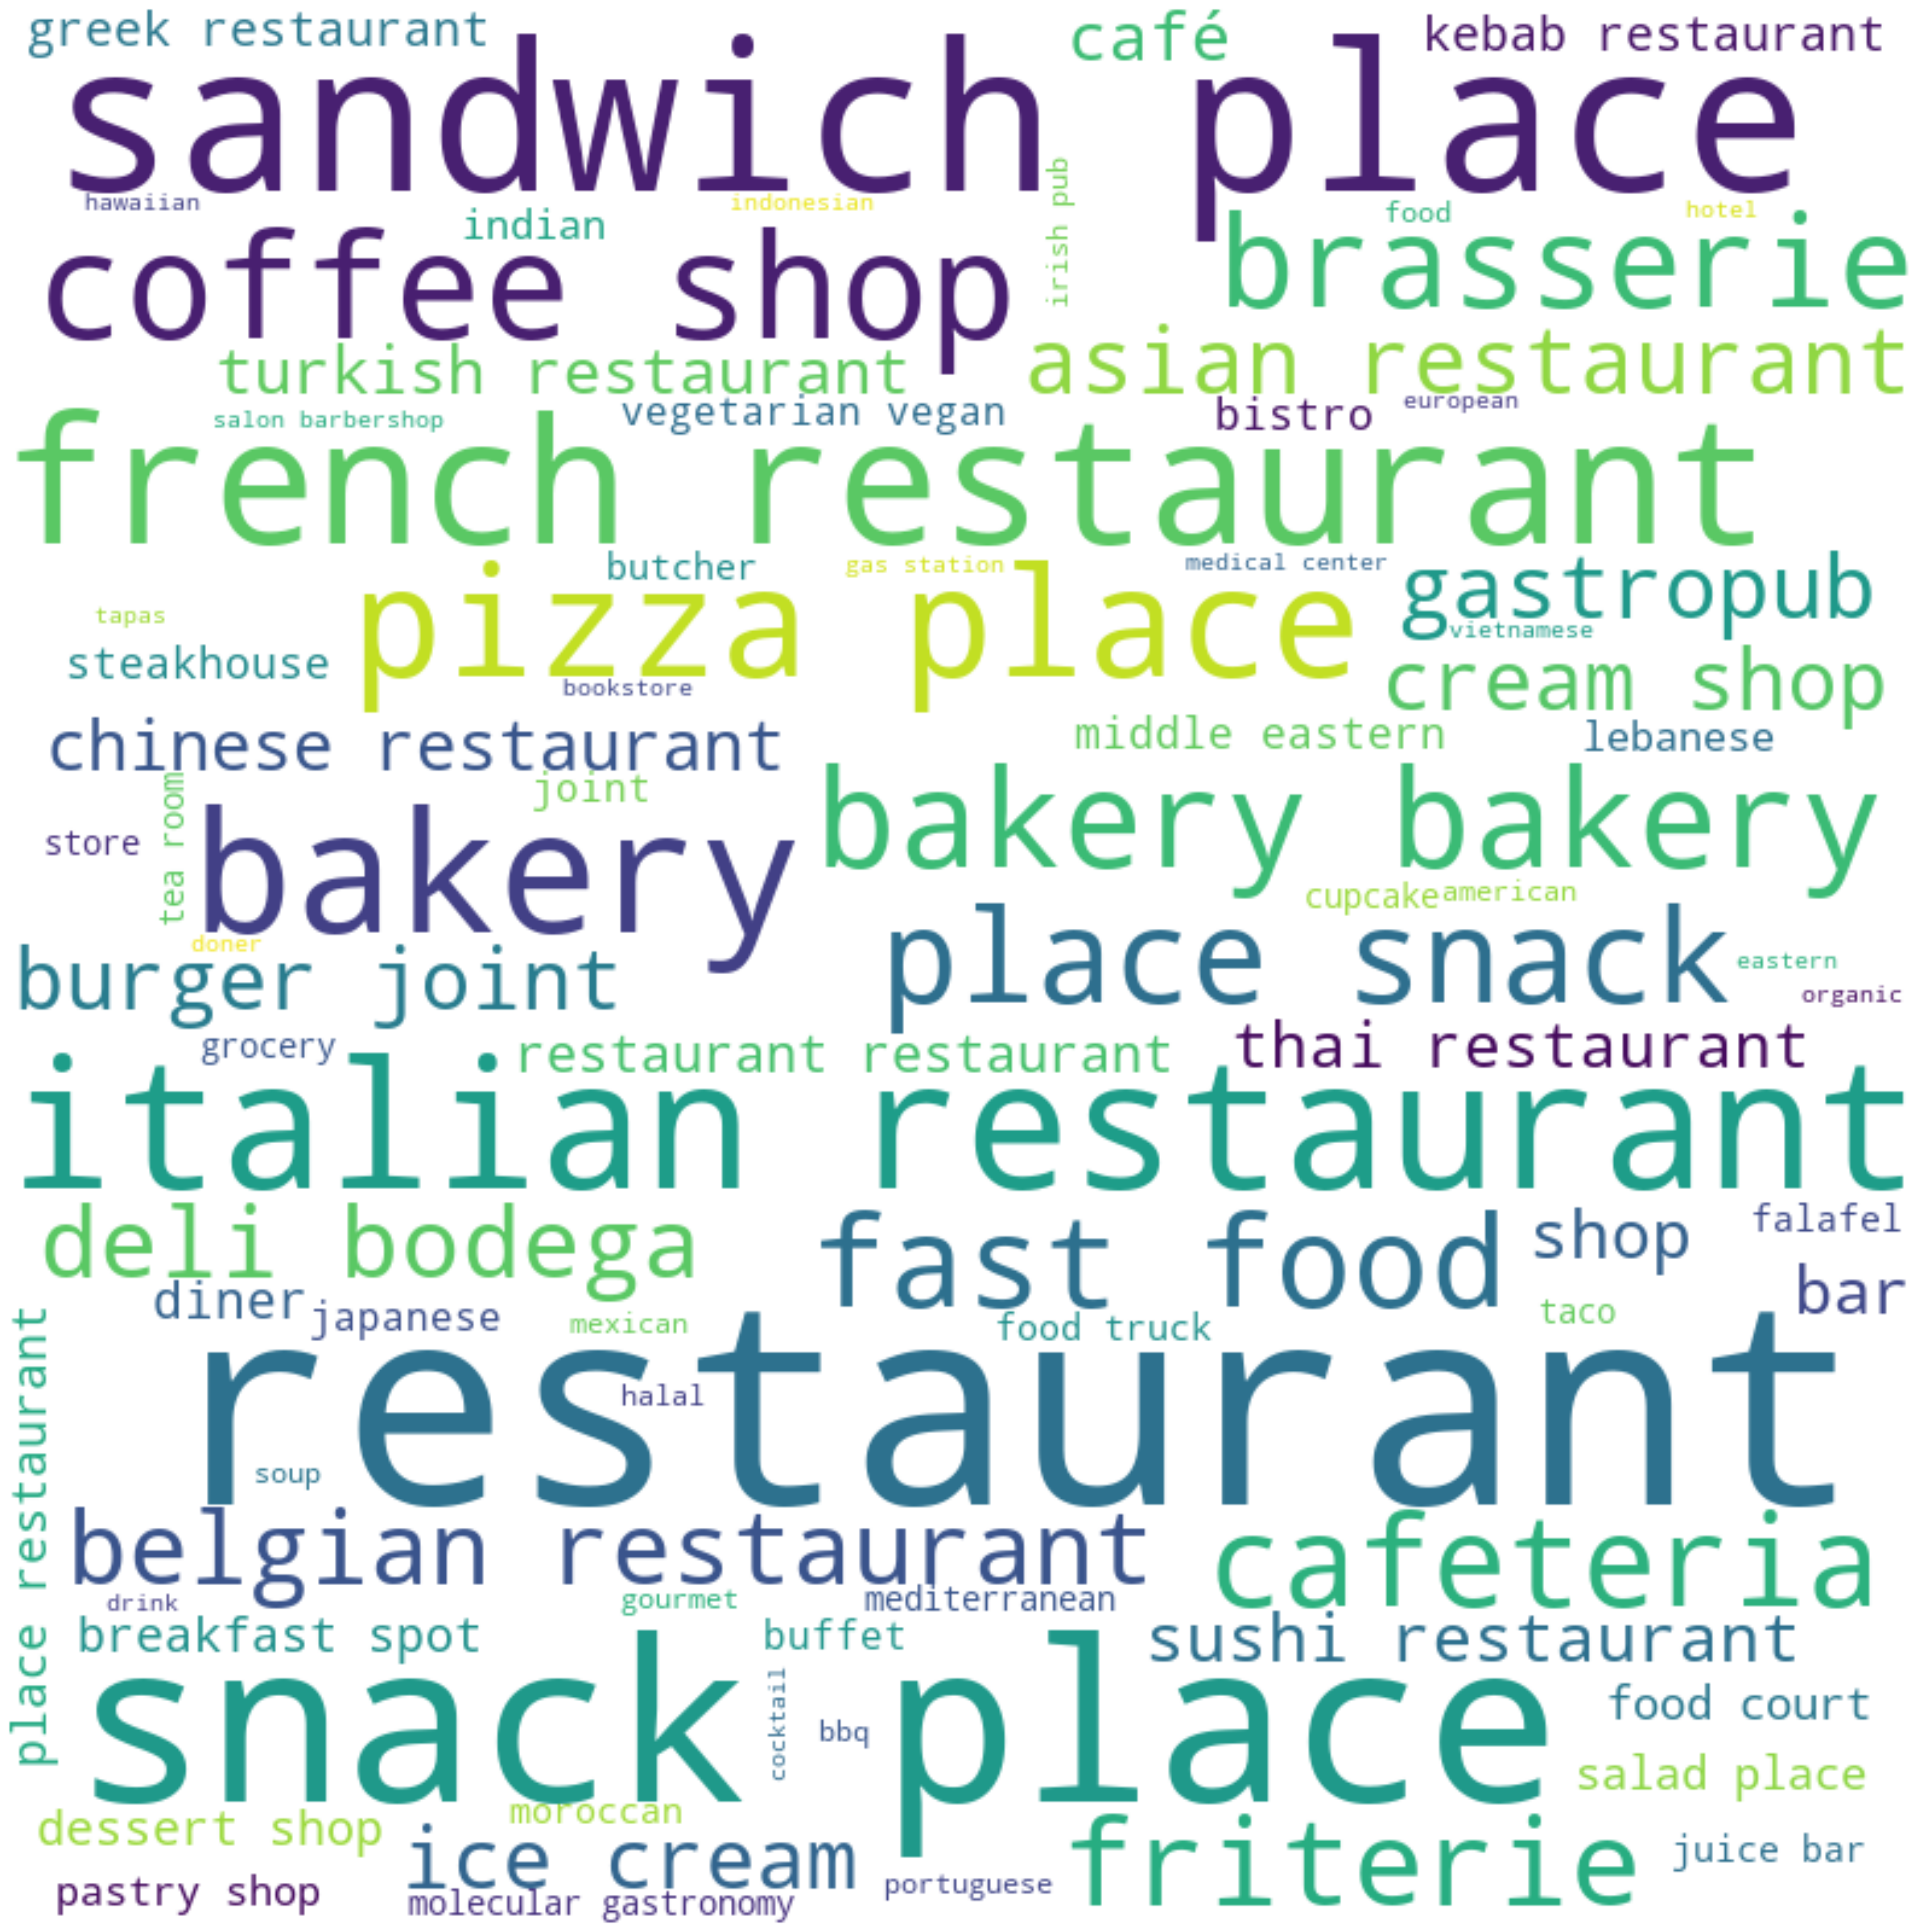 greek restaurant
café
kebab restaurant
sandwich place
hawaiian
indonesian
irish pub
food
hotel
indian
coffee shop
brasserie
turkish restaurant
asian restaurant
salon barbershop
vegetarian vegan
bistro
european
french restaurant
butcher
gas station
medical center
gastropub
tapas
pizza place
vietnamese
steakhouse
bookstore
cream shop
chinese restaurant
middle eastern
lebanese
joint
tea room
store
bakery
bakery bakery
cupcake
american
doner
place snack
eastern
burger joint
organic
grocery
restaurant restaurant
thai restaurant
italian restaurant
deli bodega
fast food
shop
falafel
diner
japanese
mexican
food truck
taco
bar
place restaurant
restaurant
halal
soup
belgian restaurant
cafeteria
drink
gourmet
mediterranean
breakfast spot
buffet
sushi restaurant
snack place
cocktail
bbq
food court
salad place
dessert shop
moroccan
ice cream
friterie
juice bar
pastry shop
molecular gastronomy
portuguese